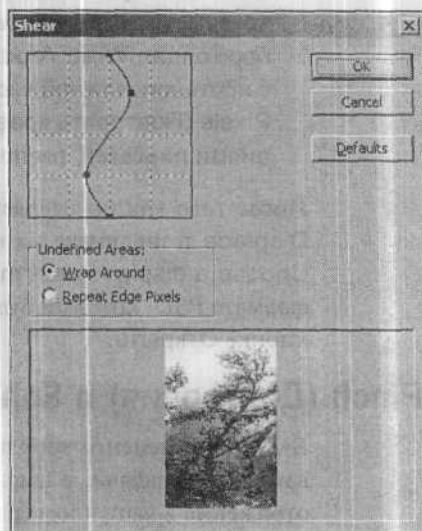 Shear
OK
Cancel
Defaults
Undefined Areas:
Wrap Around
Repeat Edge Pixels